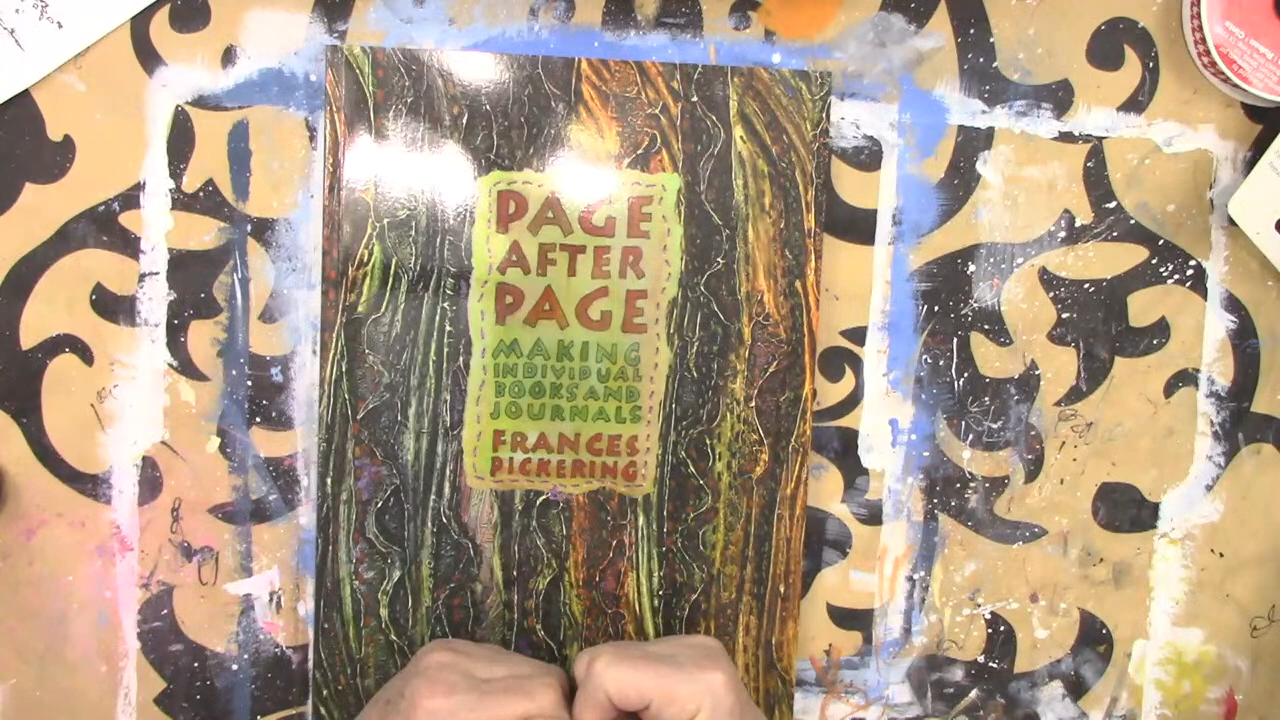 PAGE
AFTER
PAGE
MAKING
INDIVIDUAL
BOOKS AND
JOURNALS
FRANCES
PICKERING